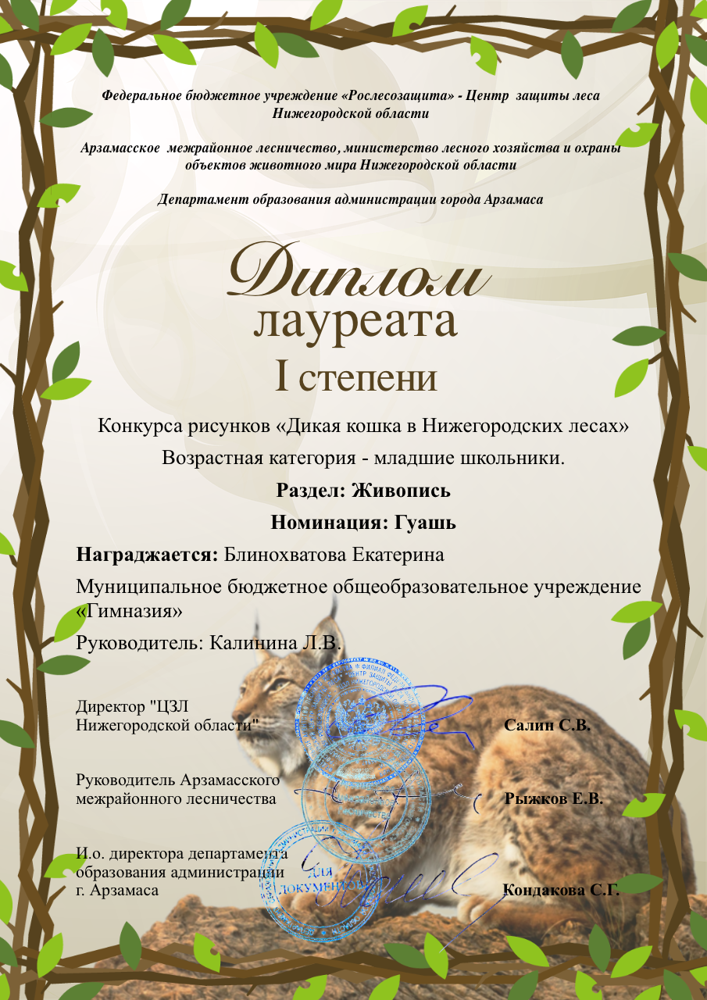 Федеральное бюджетное учреждение «Рослесозащита» - Центр защиты леса
Нижегородской области
Арзамасское межрайонное лесничество, министерство лесного хозяйства и охраны
объектов животного мира Нижегородской области
Департамент образования администрации города Арзамаса
Диплом
лауреата
I степени
Конкурса рисунков «Дикая кошка в Нижегородских лесах»
Возрастная категория - младшие школьники.
Раздел: Живопись
Номинация: Гуашь
Награджается: Блинохватова Екатерина
Муниципальное бюджетное общеобразовательное учреждение
«Гимназия»
Руководитель: Калинина Л.В.
Директор "ЦЗЛ
Нижегородской области"
Салин С.В.
Руководитель Арзамасского
межрайонного лесничества
Рыжков Е.В.
И.о. директора департамента
образования администрации
г. Арзамаса
Кондакова С.Г.
ДЛЯ
ДОКУМЕНТОВ